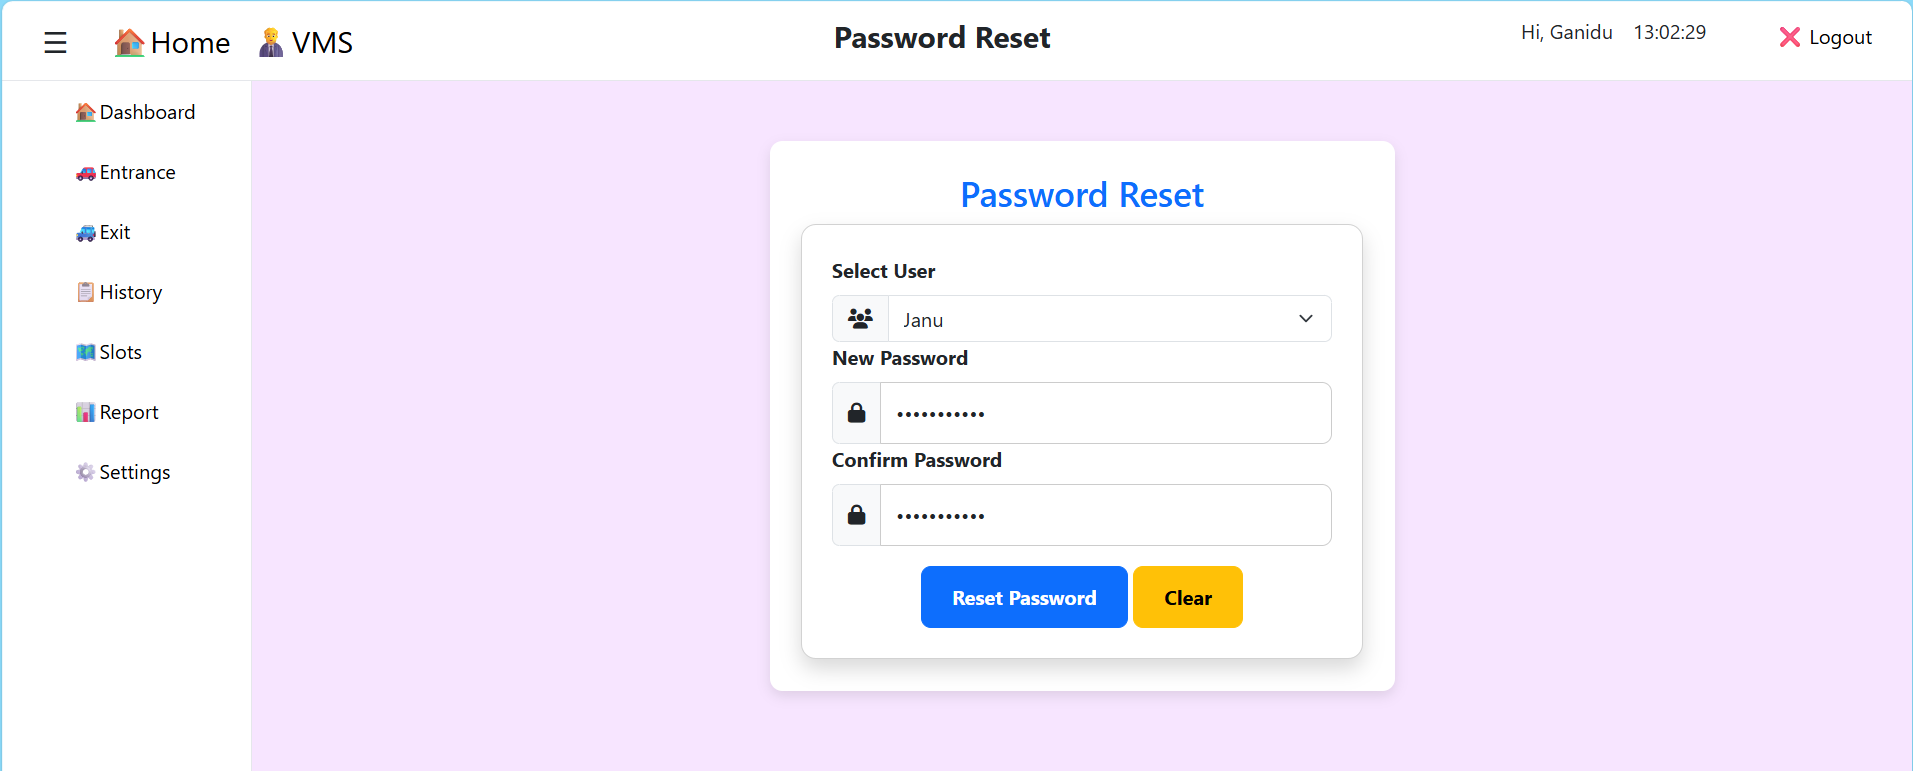 ☰ Home VMS
Password Reset
Hi, Ganidu 13:02:29
Logout
Dashboard
Entrance
Exit
History
Slots
Report
Settings
Password Reset
Select User
Janu
New Password
•••••••••••
Confirm Password
•••••••••••
Reset Password Clear